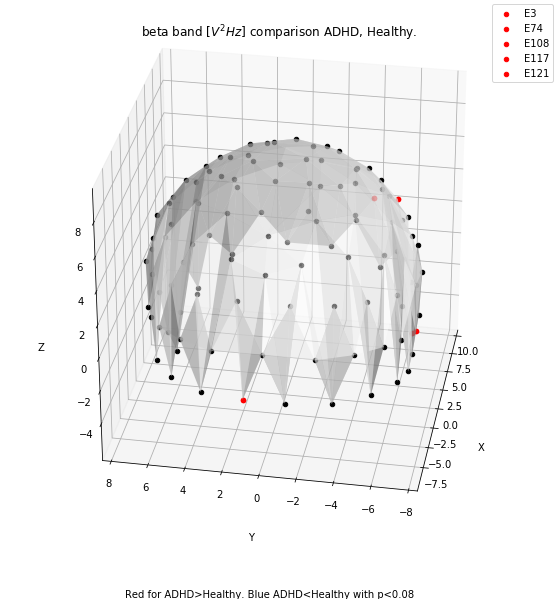 E3
E74
E108
E117
E121
beta band [V²Hz] comparison ADHD, Healthy.
8
6
4
2
0
−2
−4
Z
10.0
7.5
5.0
2.5
0.0
−2.5
−5.0
−7.5
X
8
6
4
2
0
−2
−4
−6
−8
Y
Red for ADHD>Healthy. Blue ADHD<Healthy with p<0.08